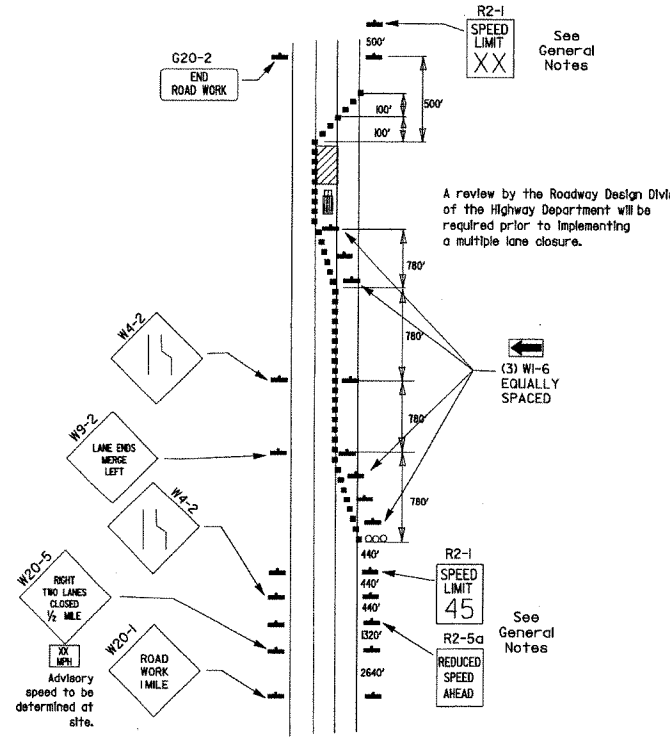 R2-1
SPEED
LIMIT
XX
See
General
Notes
500'
G20-2
END
ROAD WORK
500'
100'
100'
A review by the Roadway Design Divi
of the Highway Department will be
required prior to implementing
a multiple lane closure.
780'
780'
W4-2
(3) W1-6
EQUALLY
SPACED
780'
W9-2
LANE ENDS
MERGE
LEFT
780'
W4-2
440'
R2-1
SPEED
LIMIT
45
440'
W20-5
RIGHT
TWO LANES
CLOSED
1/2 MILE
440'
See
General
Notes
1320'
R2-5a
REDUCED
SPEED
AHEAD
XX
MPH
W20-1
ROAD
WORK
1 MILE
2640'
Advisory
speed to be
determined at
site.